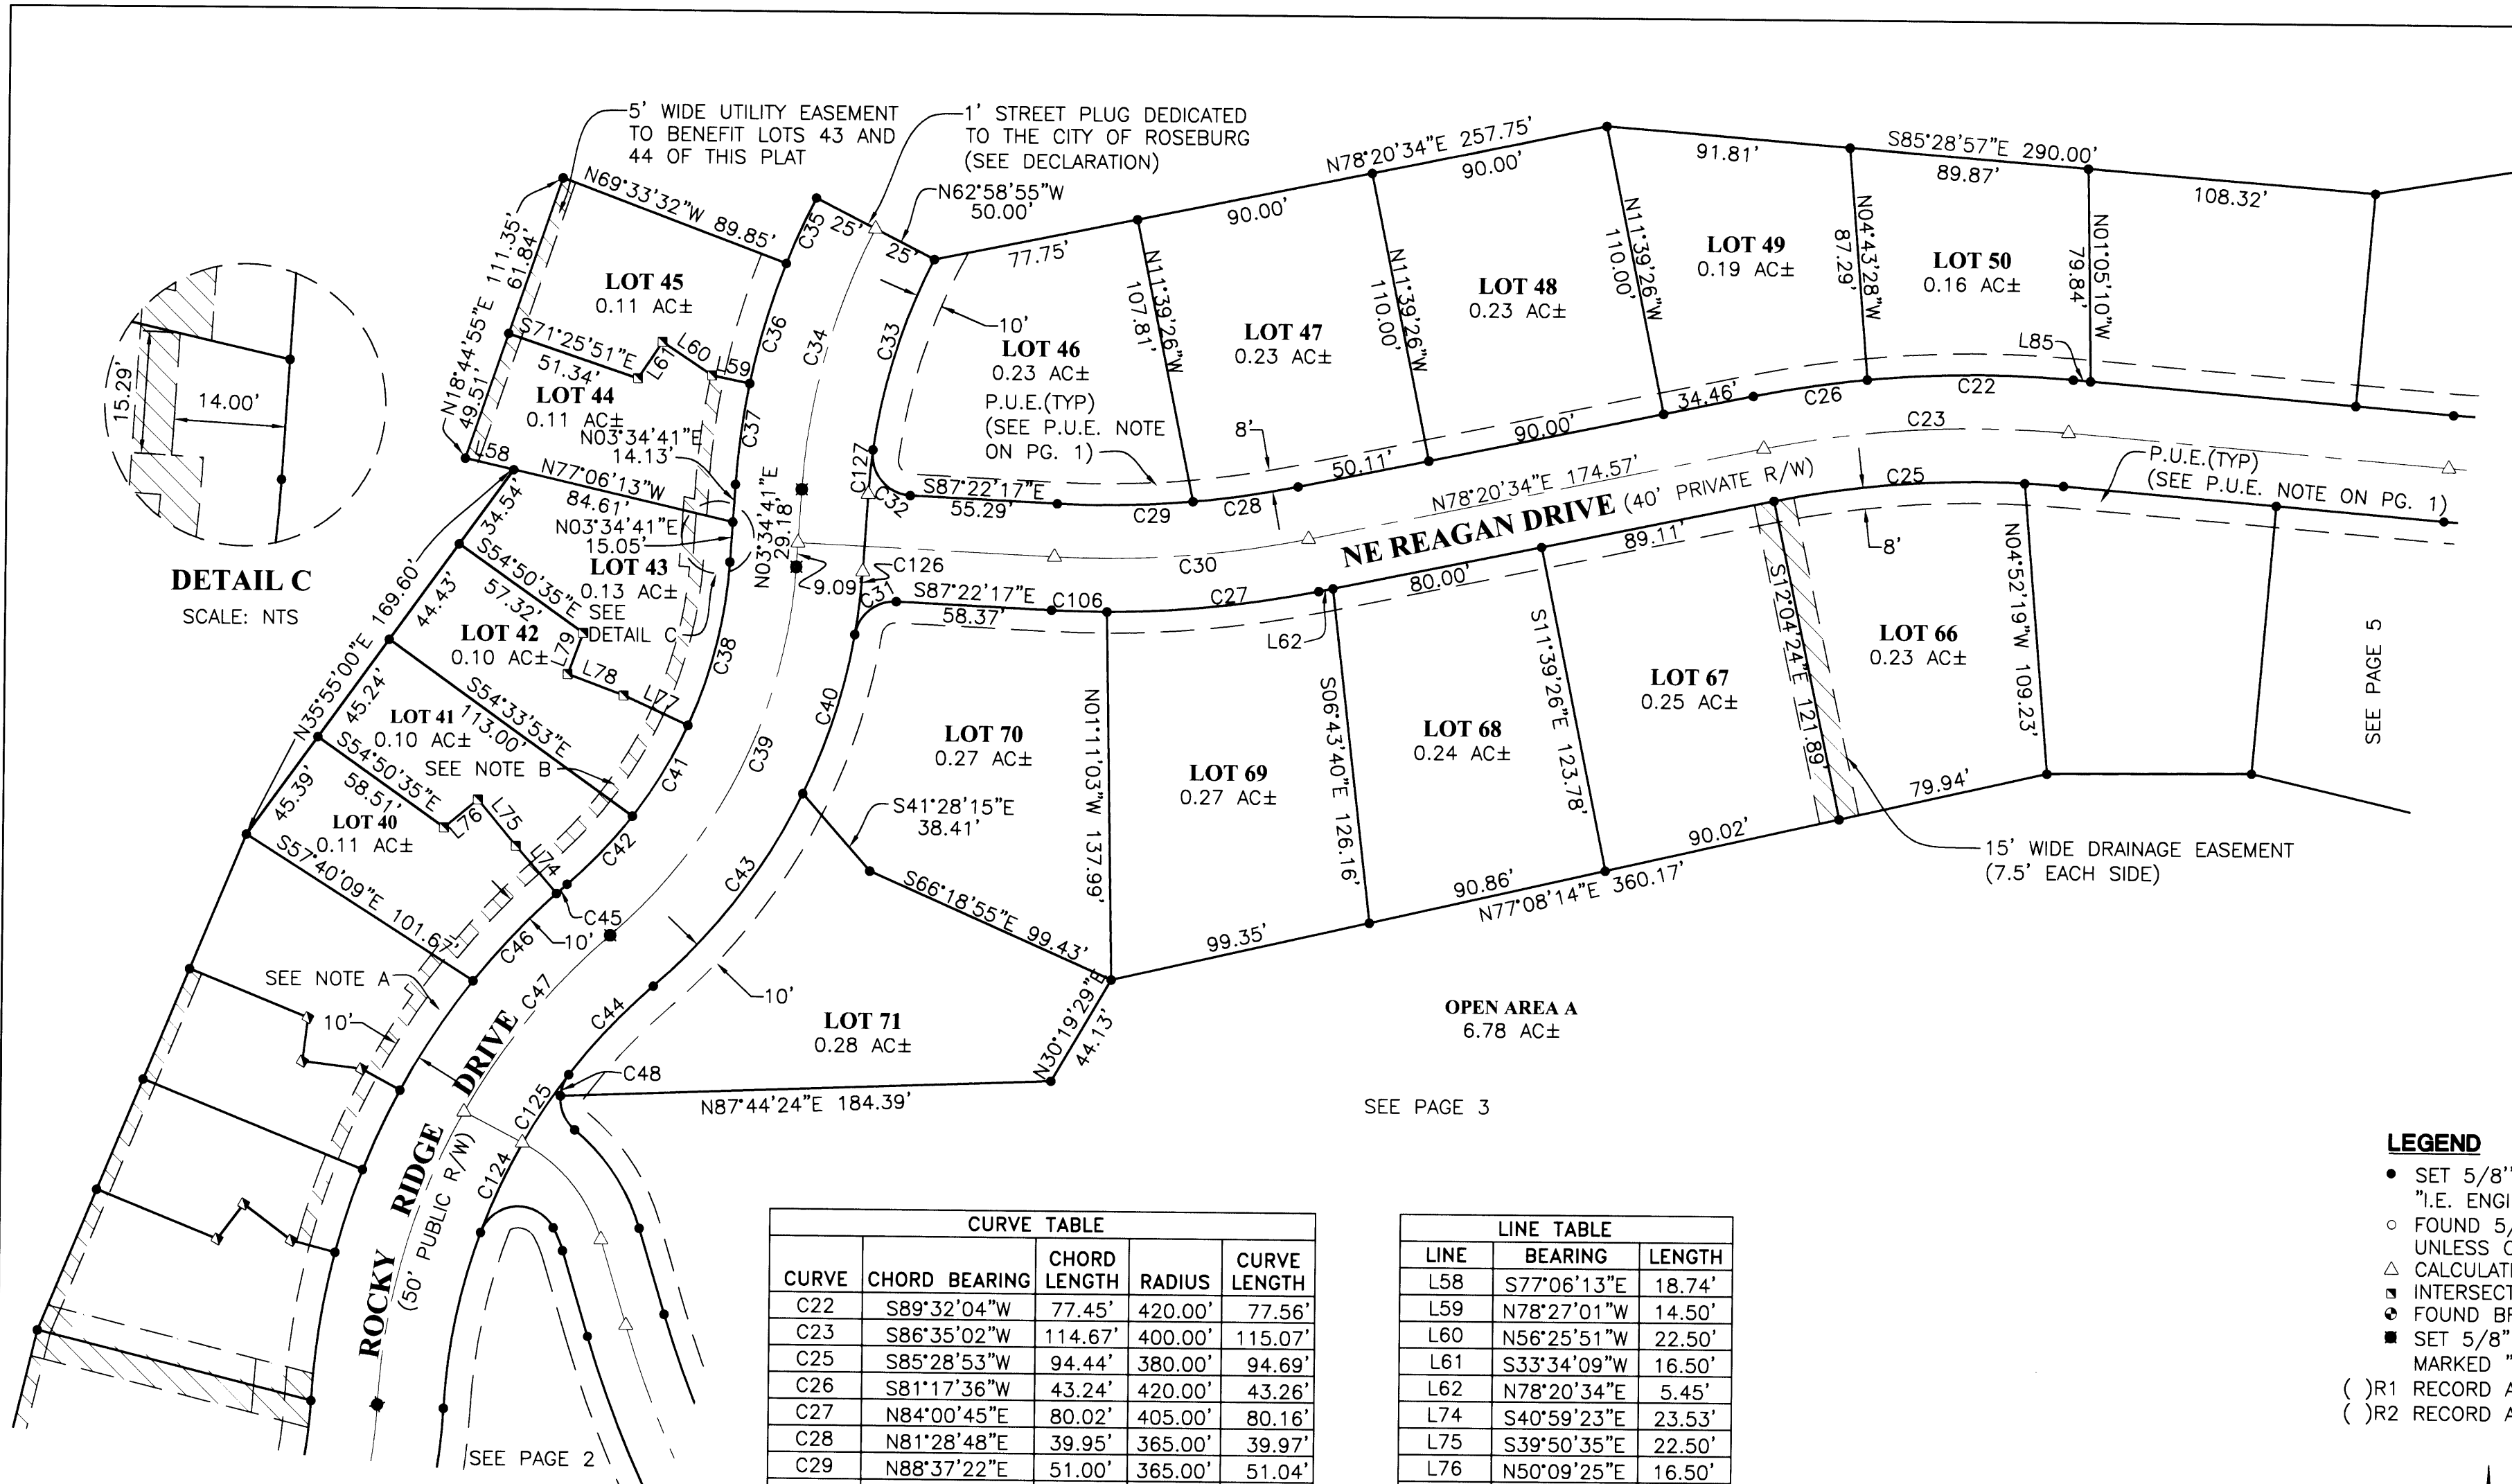 5' WIDE UTILITY EASEMENT
TO BENEFIT LOTS 43 AND
44 OF THIS PLAT
1' STREET PLUG DEDICATED
TO THE CITY OF ROSEBURG
(SEE DECLARATION)
N62°58'55"W
50.00'
25'
25'
C35
N69°33'32"W 89.85'
N18°44'55"E 111.35'
61.84'
49.51'
LOT 45
0.11 AC±
S71°25'51"E
51.34'
L61
L60
L59
C36
C34
C33
LOT 44
0.11 AC±
N03°34'41"E
14.13'
C37
L58
N77°06'13"W
84.61'
N03°34'41"E
15.05'
N03°34'41"E
29.18'
34.54'
LOT 43
0.13 AC±
SEE
DETAIL C
S54°50'35"E
57.32'
44.43'
LOT 42
0.10 AC±
L79
L78
L77
C38
N35°55'00"E 169.60'
45.24'
S54°33'53"E
113.00'
LOT 41
0.10 AC±
SEE NOTE B
C41
S54°50'35"E
58.51'
45.39'
L76
L75
L74
LOT 40
0.11 AC±
C42
S57°40'09"E 101.67'
C45
10'
C46
SEE NOTE A
10'
C47
15.29'
14.00'
DETAIL C
SCALE: NTS
N78°20'34"E 257.75'
77.75'
90.00'
90.00'
S85°28'57"E 290.00'
91.81'
89.87'
108.32'
10'
LOT 46
0.23 AC±
P.U.E.(TYP)
(SEE P.U.E. NOTE
ON PG. 1)
N11°39'26"W
107.81'
LOT 47
0.23 AC±
N11°39'26"W
110.00'
LOT 48
0.23 AC±
N11°39'26"W
110.00'
LOT 49
0.19 AC±
N04°43'28"W
87.29'
LOT 50
0.16 AC±
N01°05'10"W
79.84'
L85
8'
C127
C32
S87°22'17"E
55.29'
C29
C28
50.11'
90.00'
34.46'
C26
C22
C23
N78°20'34"E 174.57'
NE REAGAN DRIVE (40' PRIVATE R/W)
C25
P.U.E.(TYP)
(SEE P.U.E. NOTE ON PG. 1)
8'
9.09'
C126
C30
C37
S87°22'17"E
58.37'
C106
C27
L62
80.00'
89.11'
C40
C39
LOT 70
0.27 AC±
N01°11'03"W 137.99'
LOT 69
0.27 AC±
S06°43'40"E 126.16'
LOT 68
0.24 AC±
S11°39'26"E 123.78'
LOT 67
0.25 AC±
S12°04'24"E 121.89'
LOT 66
0.23 AC±
N04°52'19"W 109.23'
SEE PAGE 5
S41°28'15"E
38.41'
S66°18'55"E 99.43'
C43
99.35'
90.86'
90.02'
79.94'
N77°08'14"E 360.17'
15' WIDE DRAINAGE EASEMENT
(7.5' EACH SIDE)
10'
C44
LOT 71
0.28 AC±
N30°19'29"E
44.13'
C48
N87°44'24"E 184.39'
C125
C124
OPEN AREA A
6.78 AC±
SEE PAGE 3
ROCKY RIDGE DRIVE
(50' PUBLIC R/W)
SEE PAGE 2
CURVE TABLE
CURVE CHORD BEARING CHORD LENGTH RADIUS CURVE LENGTH
C22 S89°32'04"W 77.45' 420.00' 77.56'
C23 S86°35'02"W 114.67' 400.00' 115.07'
C25 S85°28'53"W 94.44' 380.00' 94.69'
C26 S81°17'36"W 43.24' 420.00' 43.26'
C27 N84°00'45"E 80.02' 405.00' 80.16'
C28 N81°28'48"E 39.95' 365.00' 39.97'
C29 N88°37'22"E 51.00' 365.00' 51.04'
LINE TABLE
LINE BEARING LENGTH
L58 S77°06'13"E 18.74'
L59 N78°27'01"W 14.50'
L60 N56°25'51"W 22.50'
L61 S33°34'09"W 16.50'
L62 N78°20'34"E 5.45'
L74 S40°59'23"E 23.53'
L75 S39°50'35"E 22.50'
L76 N50°09'25"E 16.50'
LEGEND
SET 5/8"
"I.E. ENGI
FOUND 5/
UNLESS O
CALCULATI
INTERSECT
FOUND BR
SET 5/8"
MARKED "
( )R1 RECORD A
( )R2 RECORD A